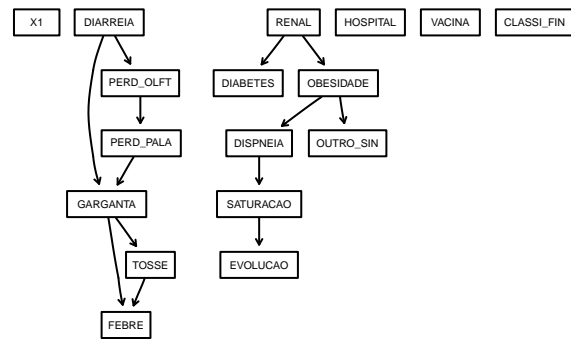 X1 DIARREIA RENAL HOSPITAL VACINA CLASSI_FIN
PERD_OLFT DIABETES OBESIDADE
PERD_PALA DISPNEIA OUTRO_SIN
GARGANTA SATURACAO
TOSSE EVOLUCAO
FEBRE